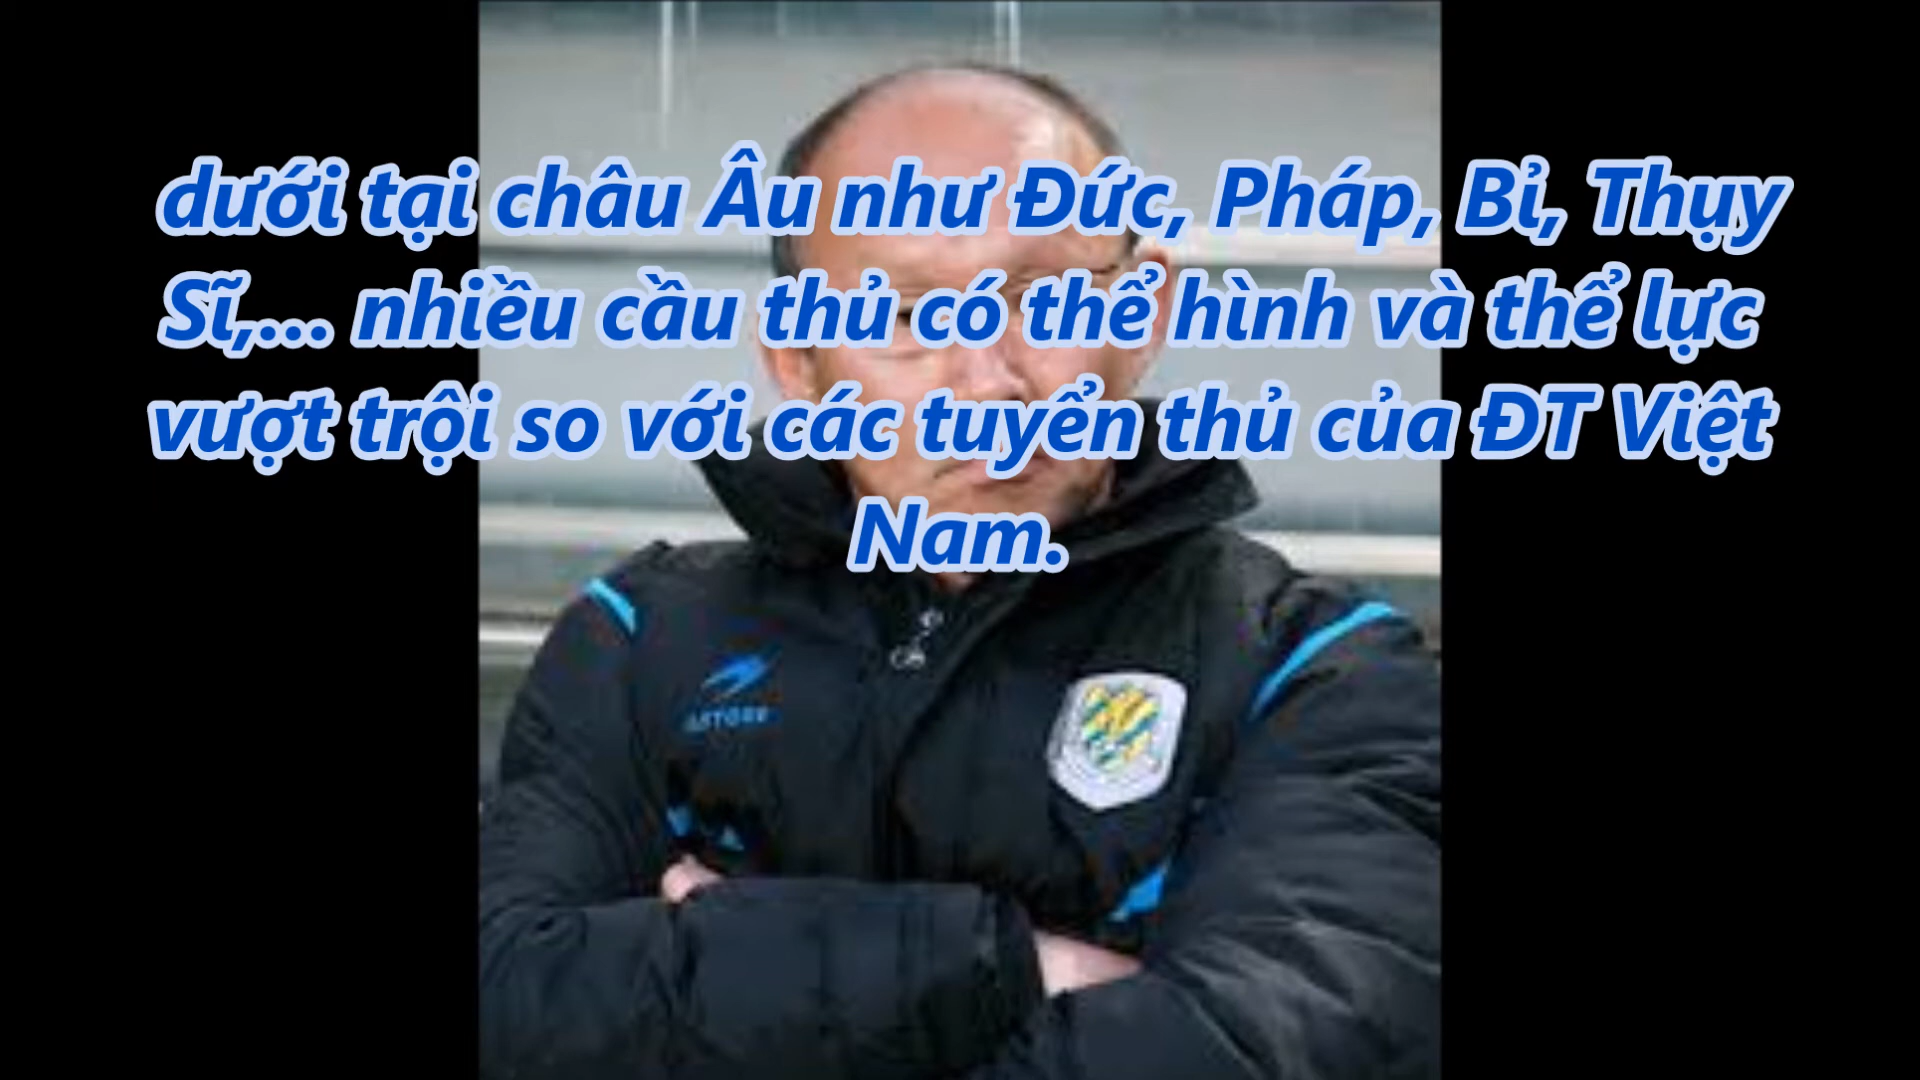 dưới tại châu Âu như Đức, Pháp, Bỉ, Thụy
Sĩ,... nhiều cầu thủ có thể hình và thể lực
vượt trội so với các tuyển thủ của ĐT Việt
Nam.
ASTORE